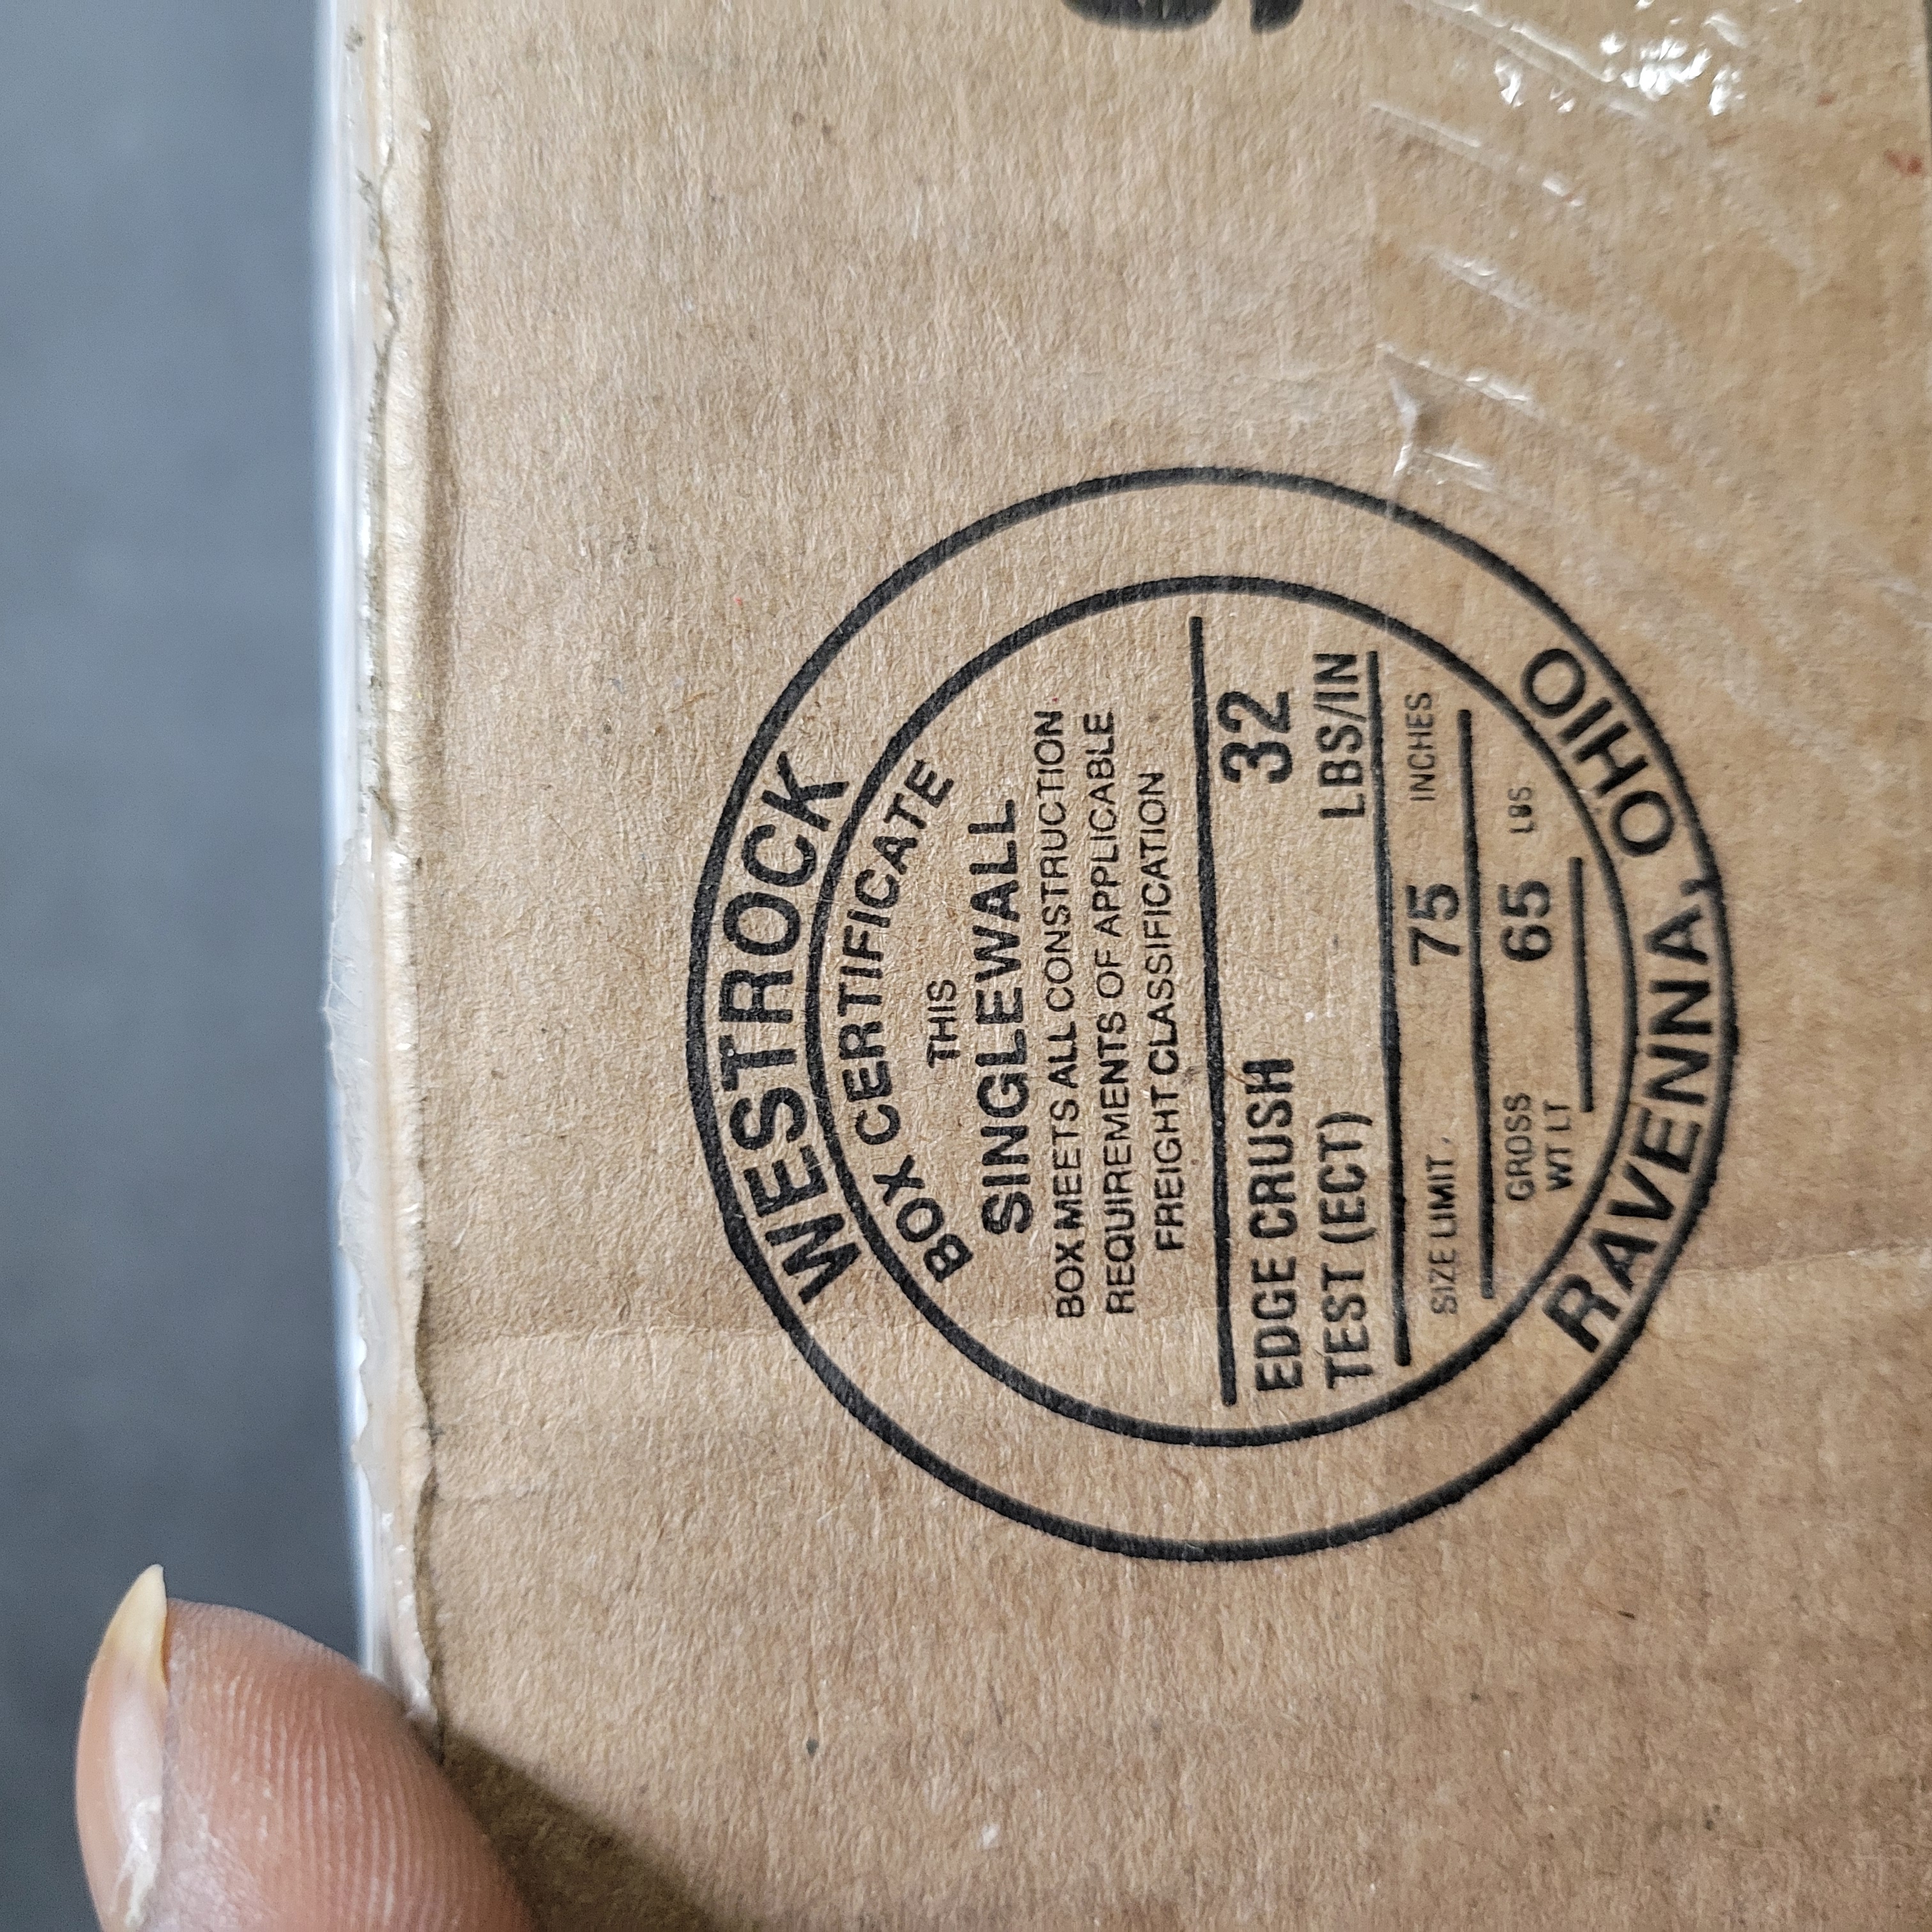 WESTROCK
BOX CERTIFICATE
THIS
SINGLEWALL
BOX MEETS ALL CONSTRUCTION
REQUIREMENTS OF APPLICABLE
FREIGHT CLASSIFICATION
EDGE CRUSH 32
TEST (ECT) LBS/IN
SIZE LIMIT 75 INCHES
GROSS 65 LBS
WT LT
RAVENNA, OHIO